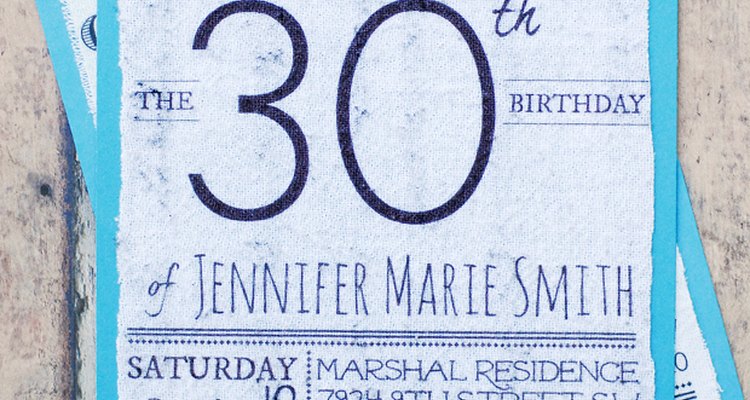 30th
THE BIRTHDAY
of JENNIFER MARIE SMITH
SATURDAY MARSHAL RESIDENCE